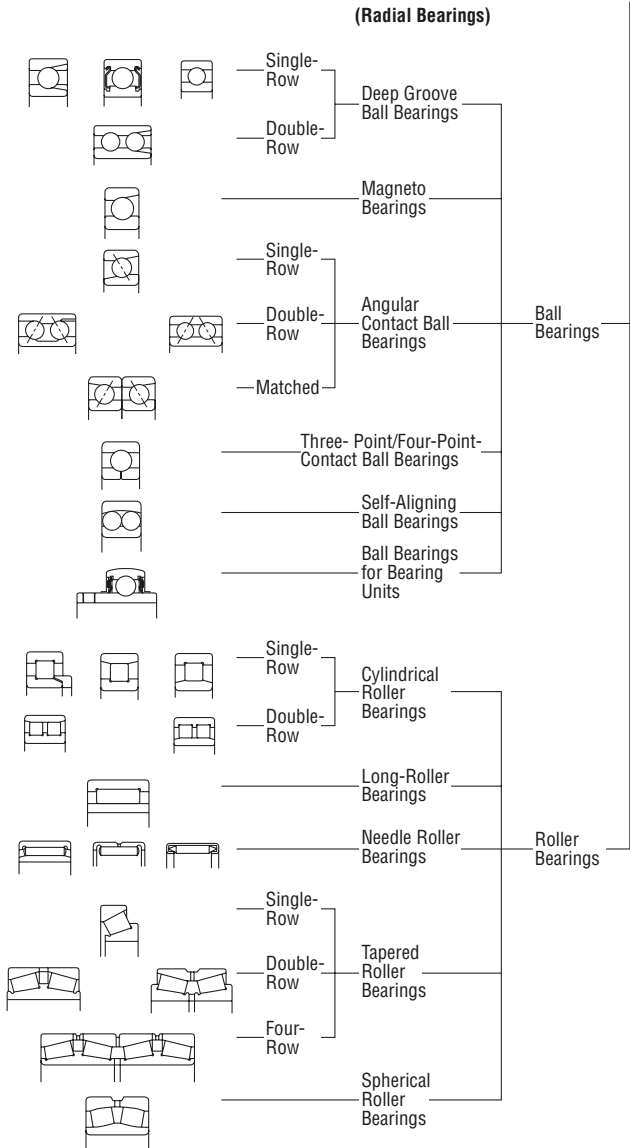 (Radial Bearings)
Single-
Row
Deep Groove
Ball Bearings
Double-
Row
Magneto
Bearings
Single-
Row
Double-
Row
Angular
Contact Ball
Bearings
Ball
Bearings
Matched
Three- Point/Four-Point-
Contact Ball Bearings
Self-Aligning
Ball Bearings
Ball Bearings
for Bearing
Units
Single-
Row
Cylindrical
Roller
Bearings
Double-
Row
Long-Roller
Bearings
Needle Roller
Bearings
Roller
Bearings
Single-
Row
Double-
Row
Tapered
Roller
Bearings
Four-
Row
Spherical
Roller
Bearings